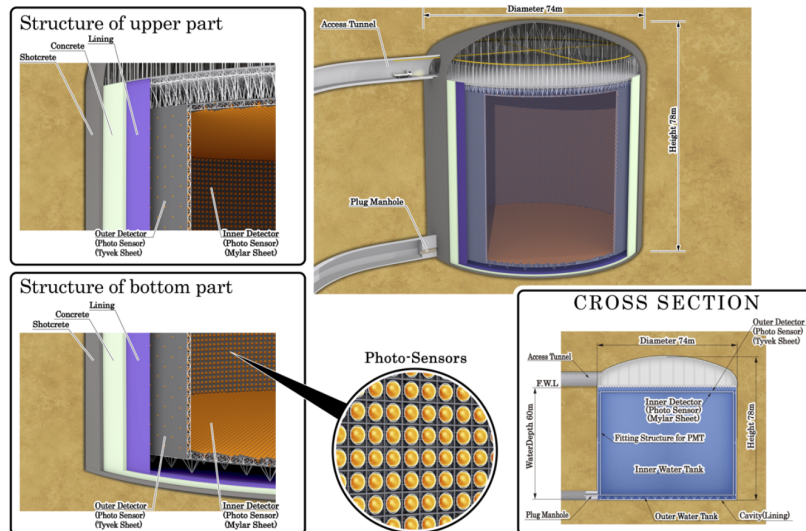 Structure of upper part
Lining
Concrete
Shotcrete
Outer Detector
(Photo Sensor)
(Tyvek Sheet)
Inner Detector
(Photo Sensor)
(Mylar Sheet)
Diameter 74m
Access Tunnel
Height 78m
Plug Manhole
Structure of bottom part
Lining
Concrete
Shotcrete
Outer Detector
(Photo Sensor)
(Tyvek Sheet)
Inner Detector
(Photo Sensor)
(Mylar Sheet)
Photo-Sensors
CROSS SECTION
Outer Detector
(Photo Sensor)
(Tyvek Sheet)
Diameter 74m
Access Tunnel
F.W.L
Inner Detector
(Photo Sensor)
(Mylar Sheet)
WaterDepth 60m
Height 78m
Fitting Structure for PMT
Inner Water Tank
Plug Manhole
Outer Water Tank
Cavity(Lining)